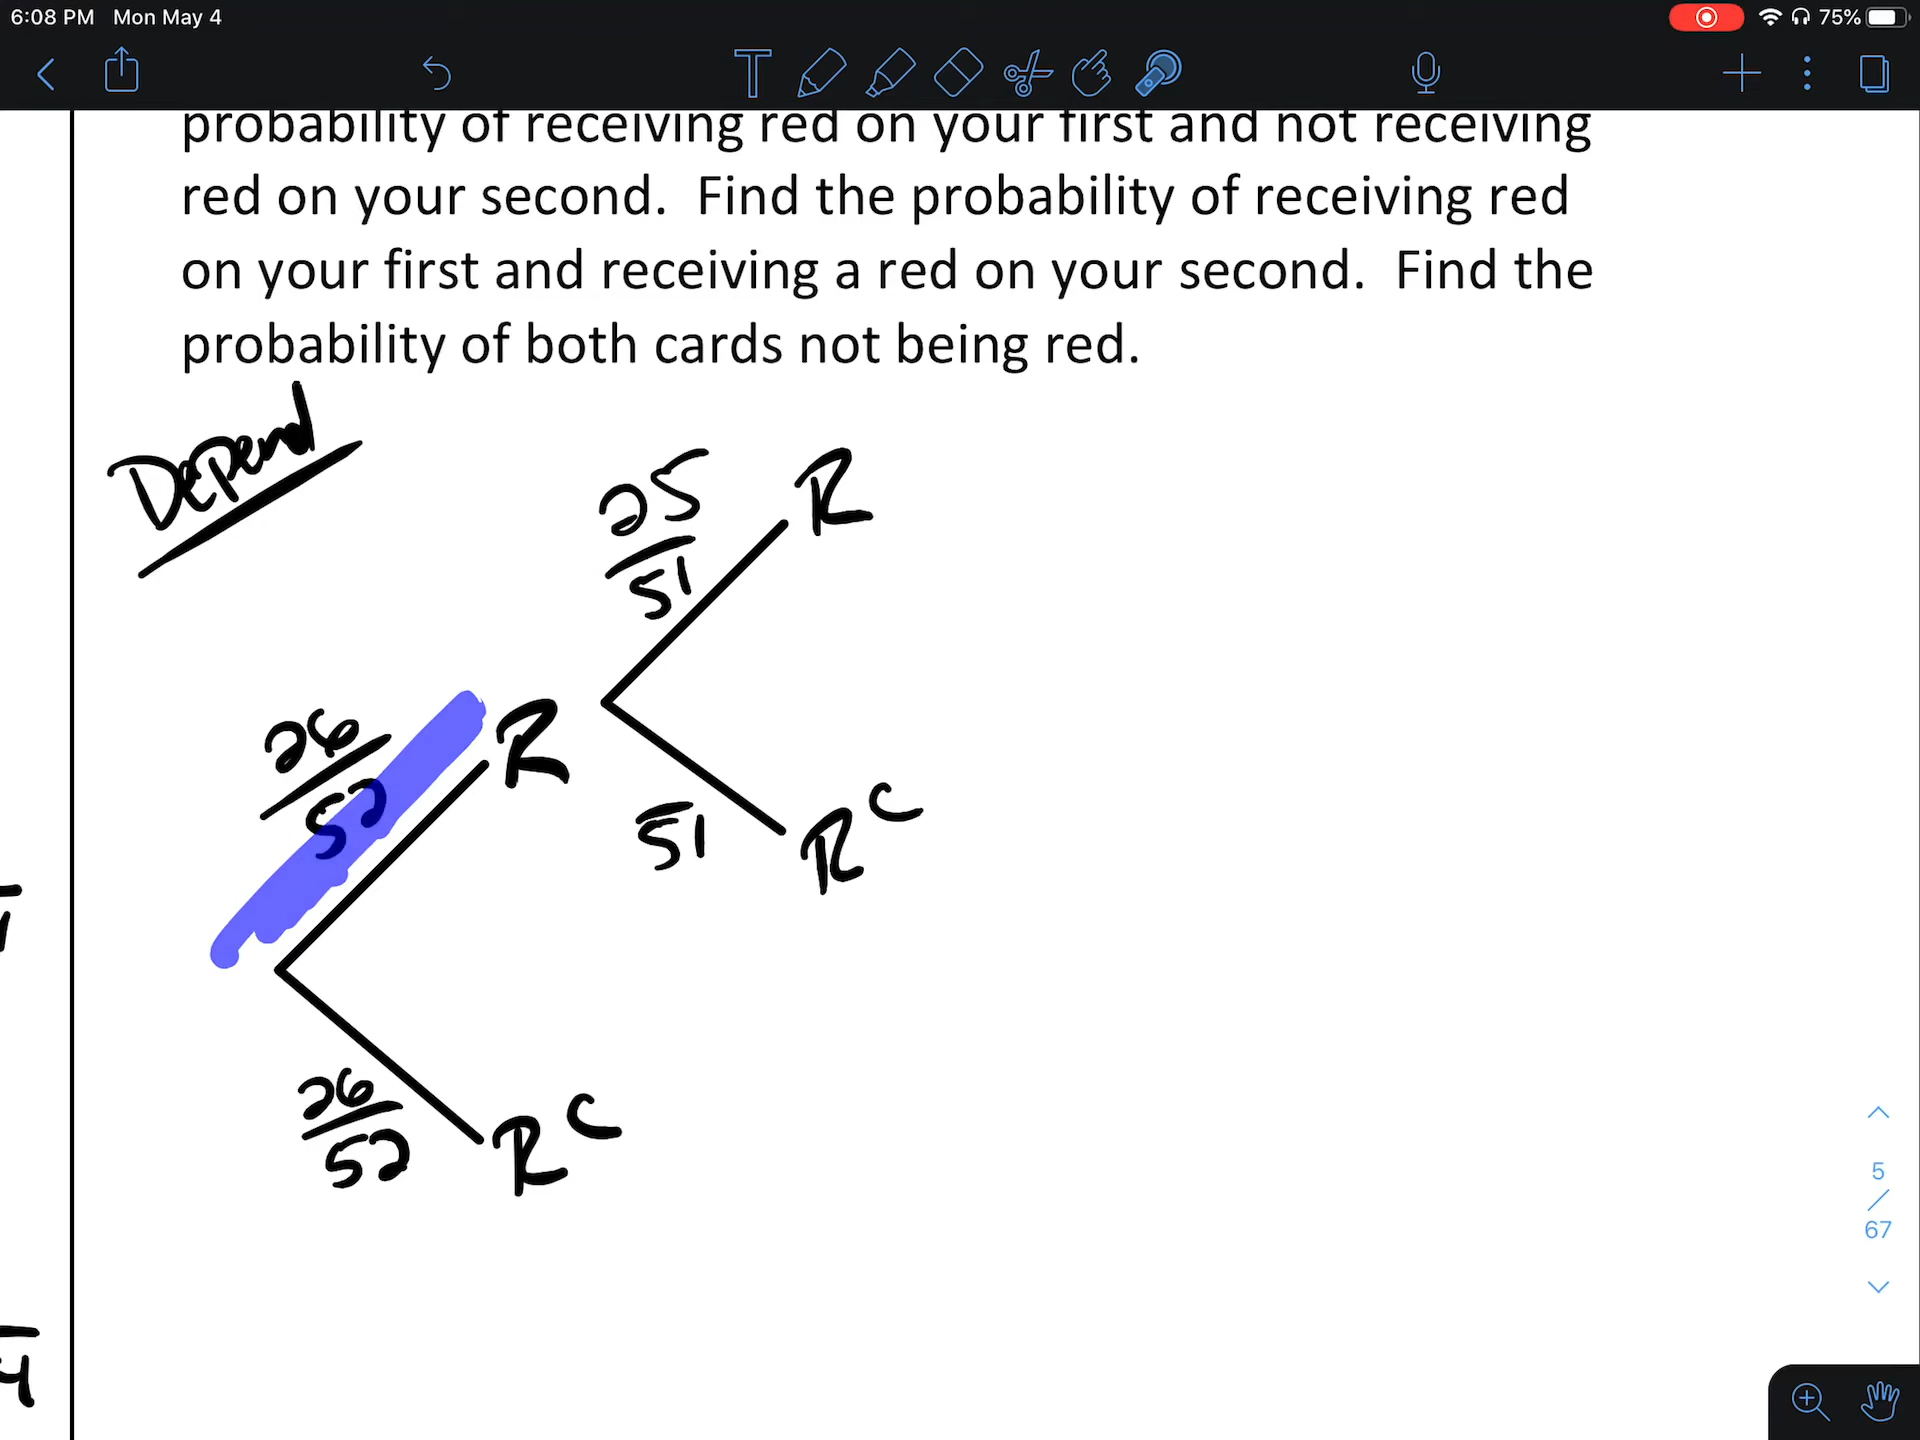 6:08 PM Mon May 4
75%
T
probability of receiving red on your first and not receiving
red on your second. Find the probability of receiving red
on your first and receiving a red on your second. Find the
probability of both cards not being red.
Depend
25
51
R
26
52
R
51
R^C
26
52
R^C
4
5
/
67